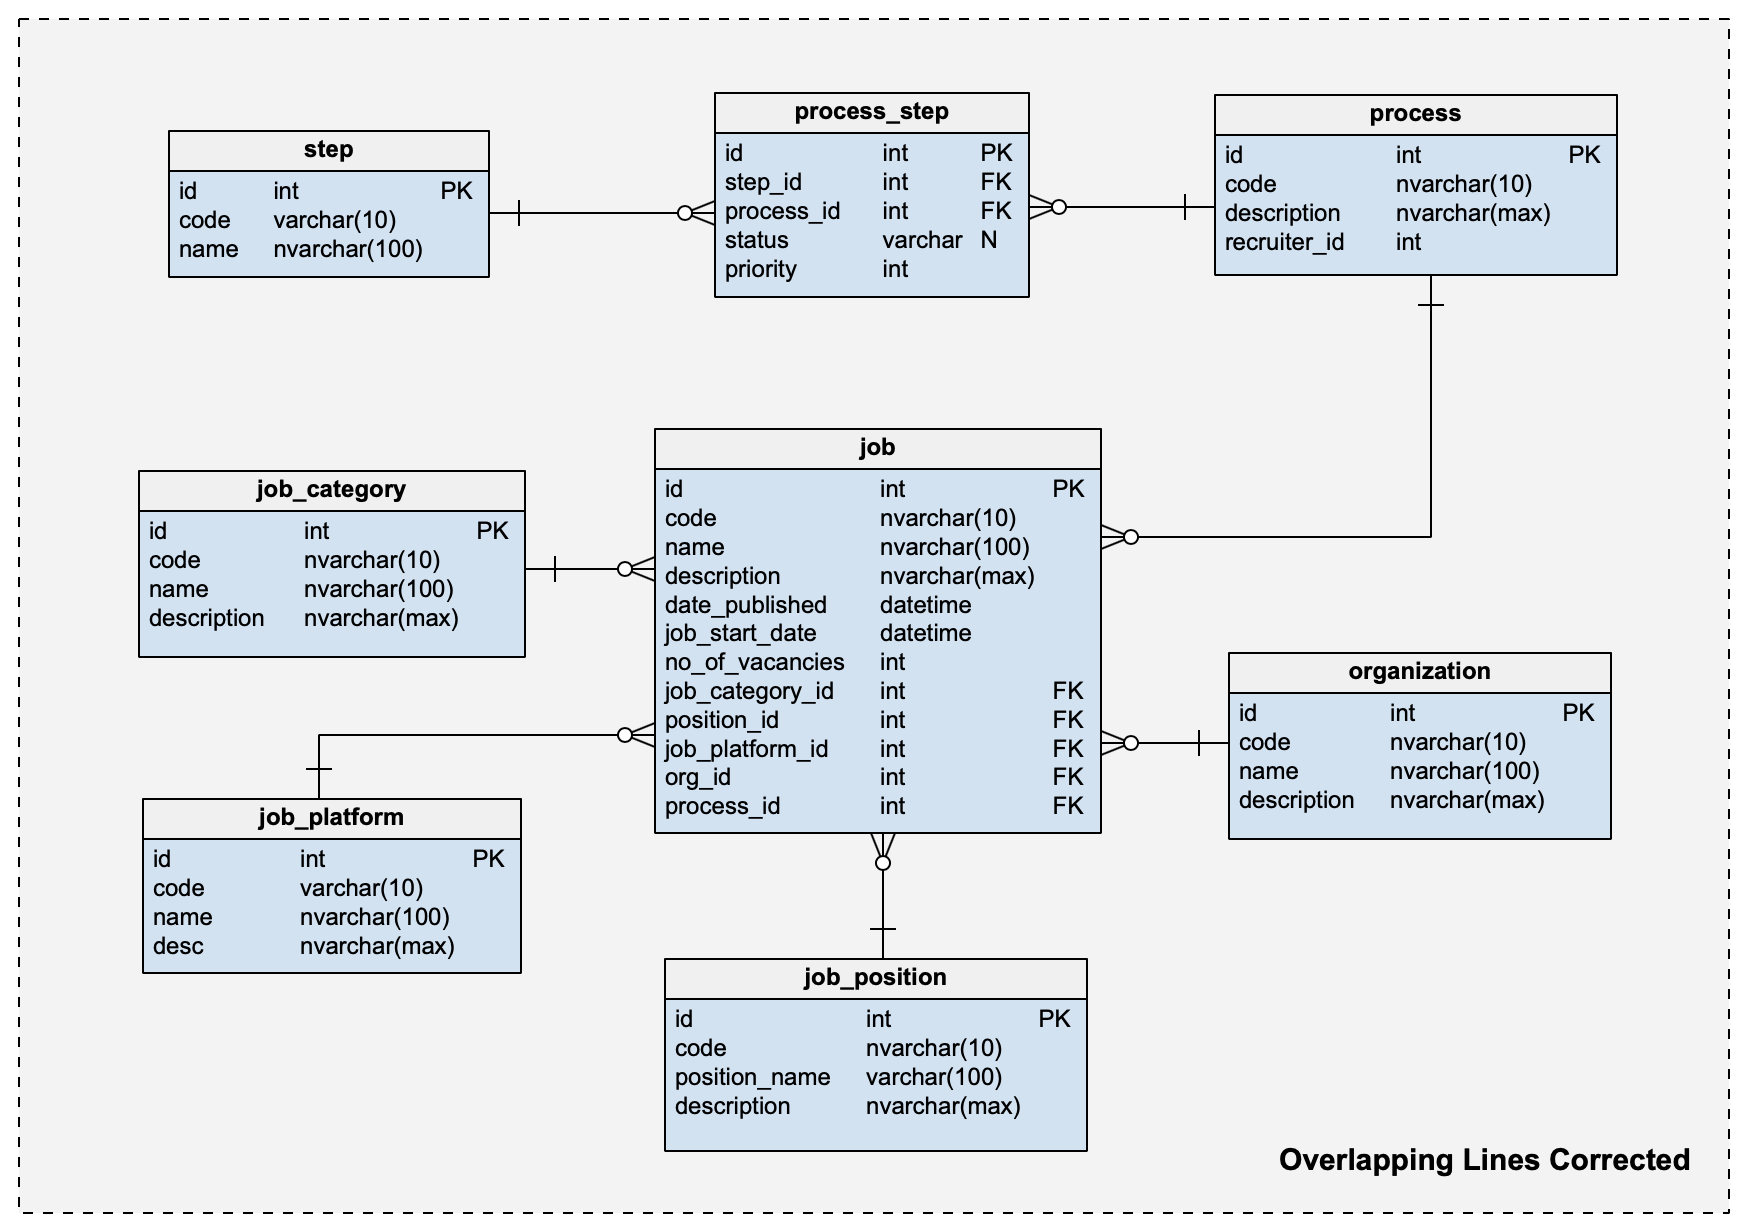 step
id int PK
code varchar(10)
name nvarchar(100)
process_step
id int PK
step_id int FK
process_id int FK
status varchar N
priority int
process
id int PK
code nvarchar(10)
description nvarchar(max)
recruiter_id int
job_category
id int PK
code nvarchar(10)
name nvarchar(100)
description nvarchar(max)
job
id int PK
code nvarchar(10)
name nvarchar(100)
description nvarchar(max)
date_published datetime
job_start_date datetime
no_of_vacancies int
job_category_id int FK
position_id int FK
job_platform_id int FK
org_id int FK
process_id int FK
organization
id int PK
code nvarchar(10)
name nvarchar(100)
description nvarchar(max)
job_platform
id int PK
code varchar(10)
name nvarchar(100)
desc nvarchar(max)
job_position
id int PK
code nvarchar(10)
position_name varchar(100)
description nvarchar(max)
Overlapping Lines Corrected